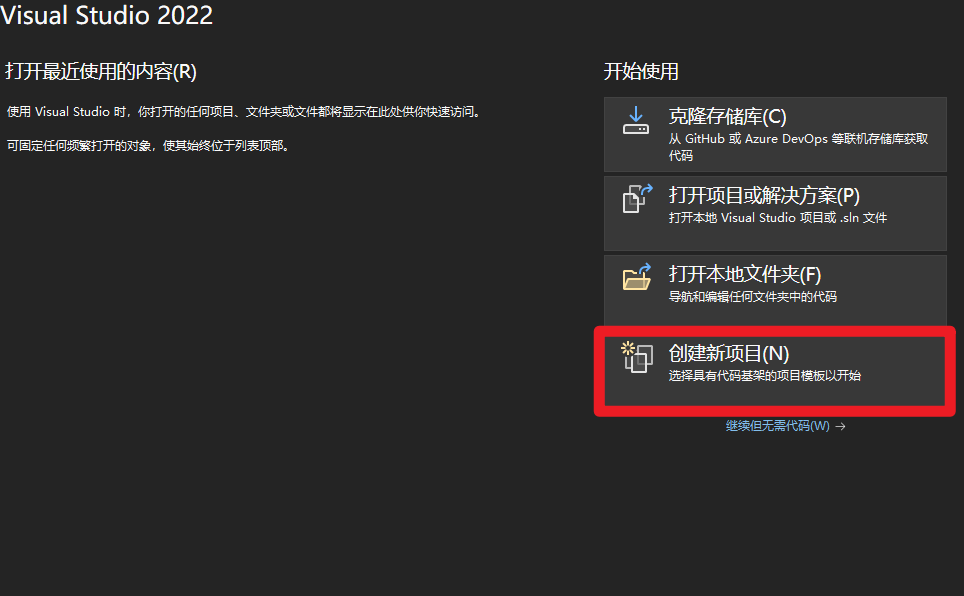 Visual Studio 2022
打开最近使用的内容(R)
使用 Visual Studio 时，你打开的任何项目、文件夹或文件都将显示在此处供你快速访问。
可固定任何频繁打开的对象，使其始终位于列表顶部。
开始使用
克隆存储库(C)
从 GitHub 或 Azure DevOps 等联机存储库获取
代码
打开项目或解决方案(P)
打开本地 Visual Studio 项目或 .sln 文件
打开本地文件夹(F)
导航和编辑任何文件夹中的代码
创建新项目(N)
选择具有代码基架的项目模板以开始
继续但无需代码(W) →